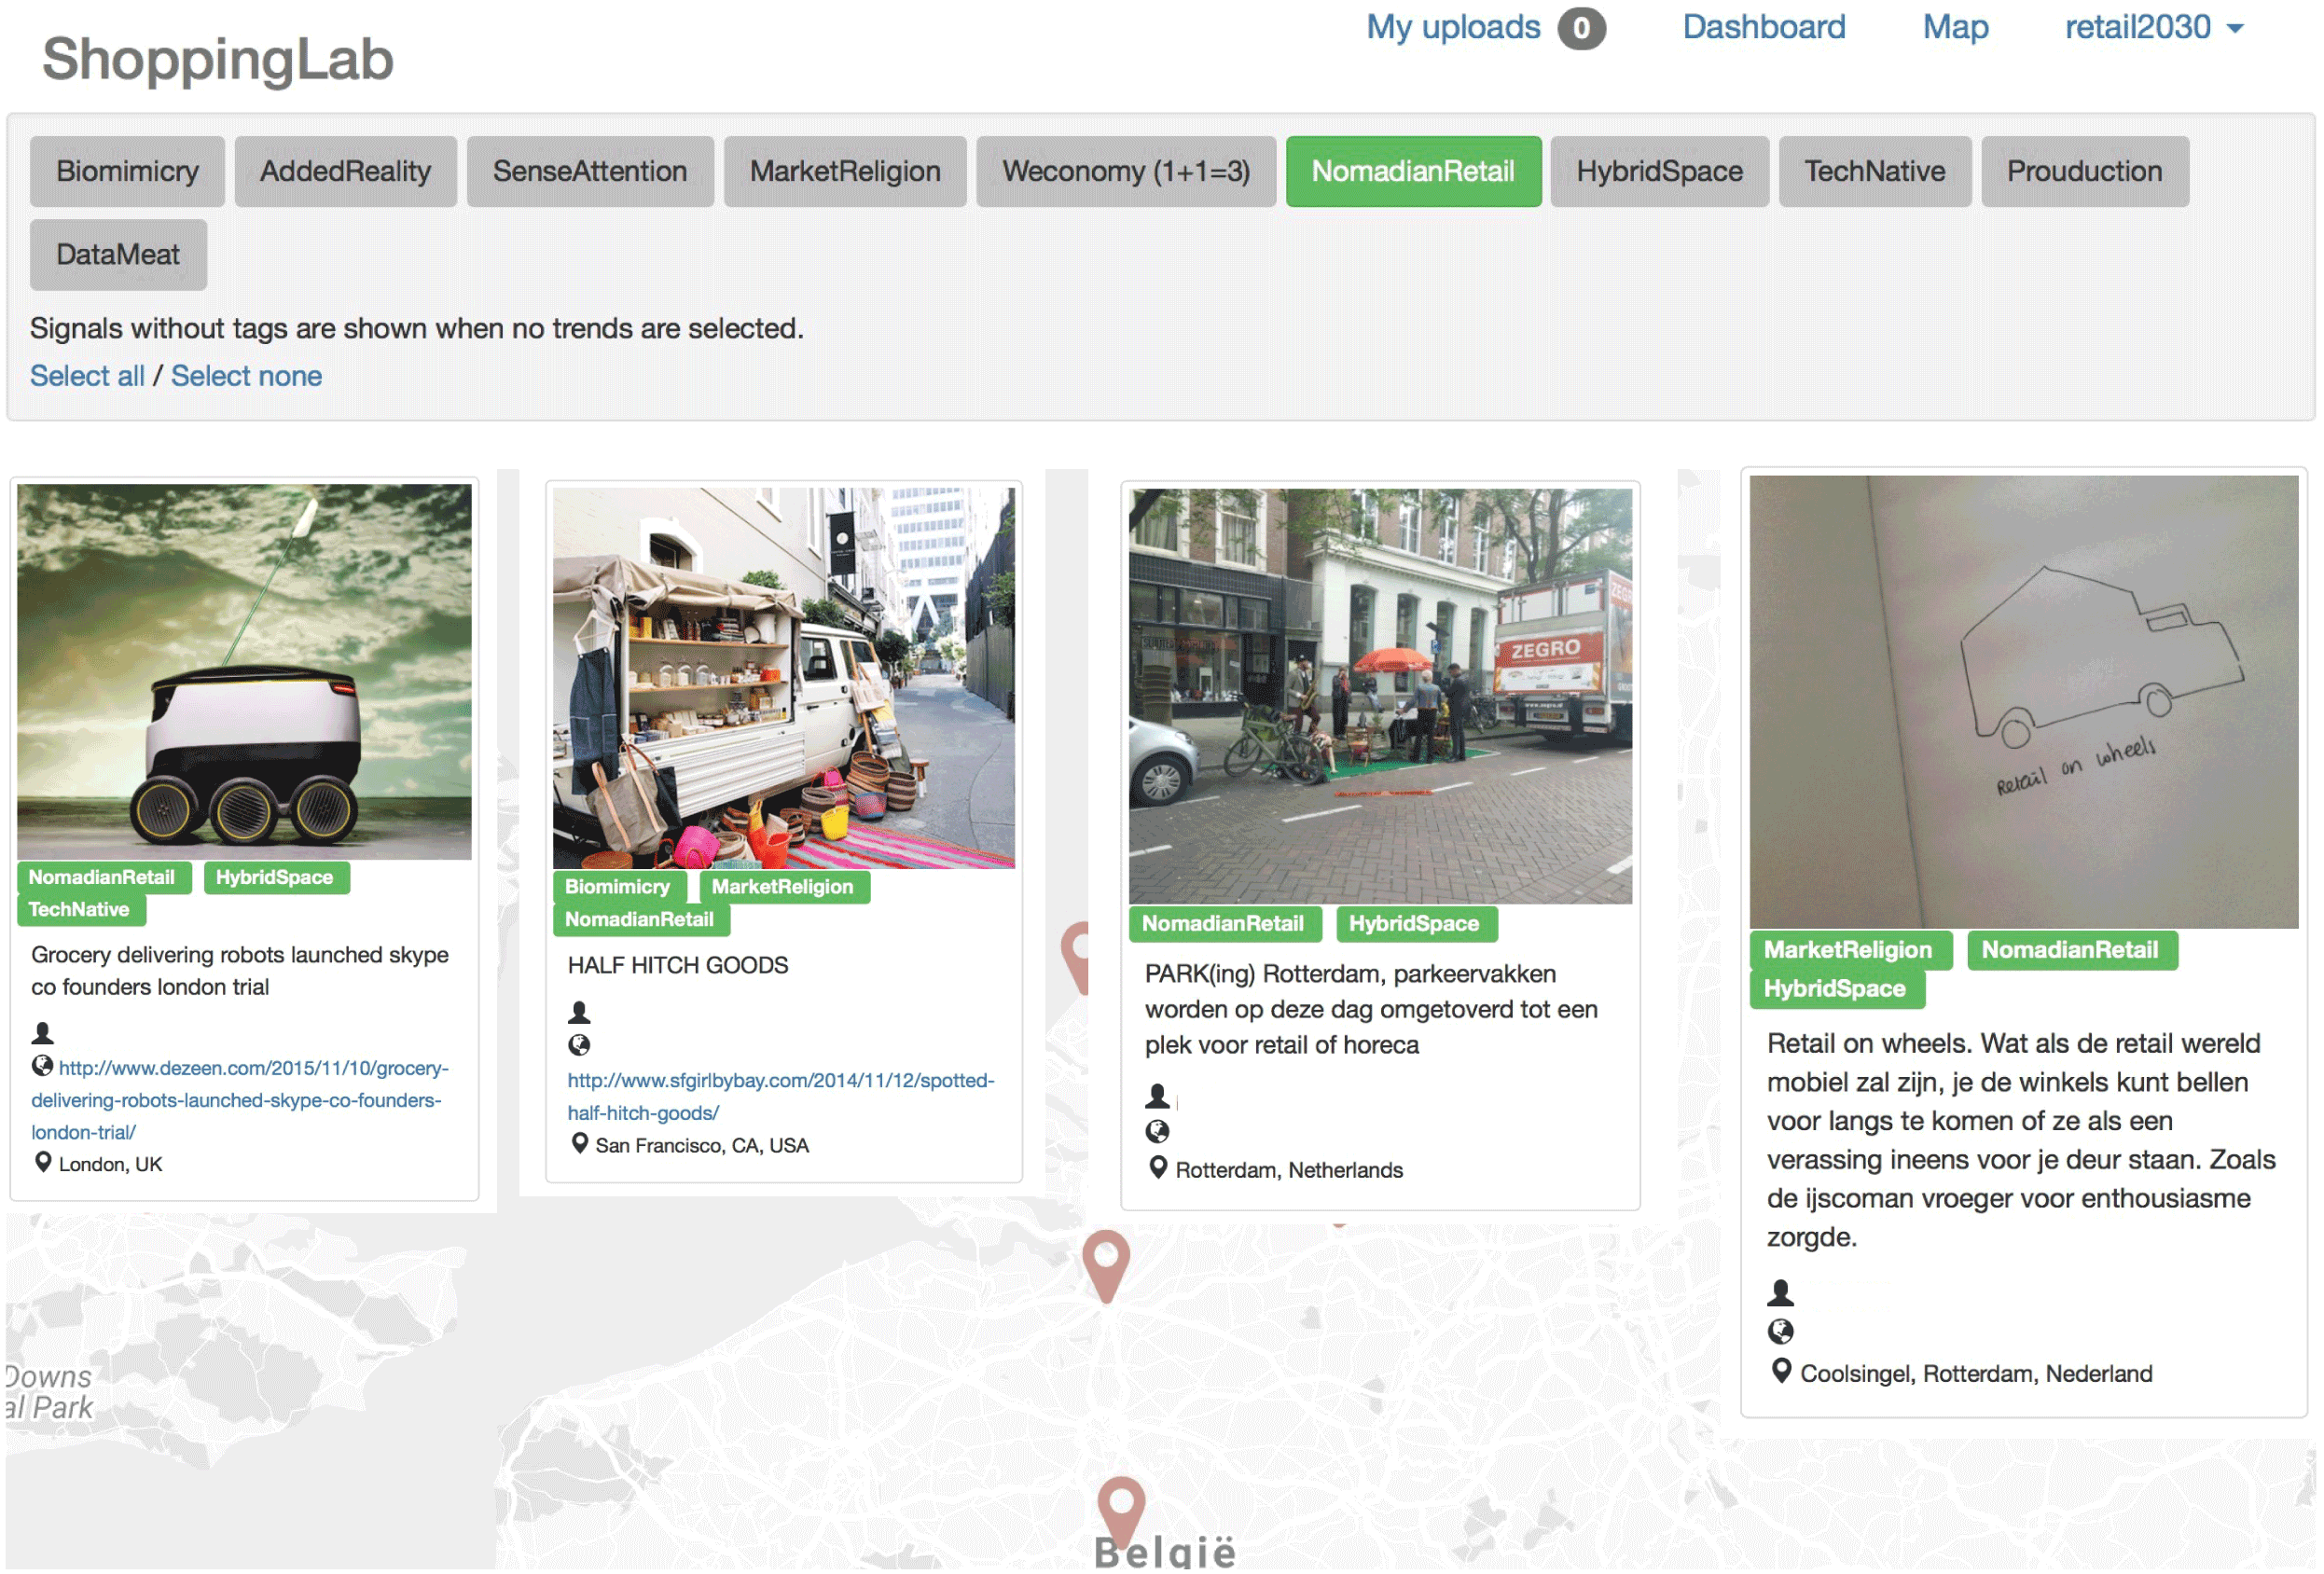 ShoppingLab
My uploads 0 Dashboard Map retail2030
Biomimicry AddedReality SenseAttention MarketReligion Weconomy (1+1=3) NomadianRetail HybridSpace TechNative Prouduction
DataMeat
Signals without tags are shown when no trends are selected.
Select all / Select none
NomadianRetail HybridSpace
TechNative
Grocery delivering robots launched skype
co founders london trial
http://www.dezeen.com/2015/11/10/grocery-
delivering-robots-launched-skype-co-founders-
london-trial/
London, UK
Biomimicry MarketReligion
NomadianRetail
HALF HITCH GOODS
http://www.sfgirlbybay.com/2014/11/12/spotted-
half-hitch-goods/
San Francisco, CA, USA
ZEGRO
NomadianRetail HybridSpace
PARK(ing) Rotterdam, parkeervakken
worden op deze dag omgetoverd tot een
plek voor retail of horeca
Rotterdam, Netherlands
Retail on wheels
MarketReligion NomadianRetail
HybridSpace
Retail on wheels. Wat als de retail wereld
mobiel zal zijn, je de winkels kunt bellen
voor langs te komen of ze als een
verassing ineens voor je deur staan. Zoals
de ijscoman vroeger voor enthousiasme
zorgde.
Coolsingel, Rotterdam, Nederland
Downs
al Park
België